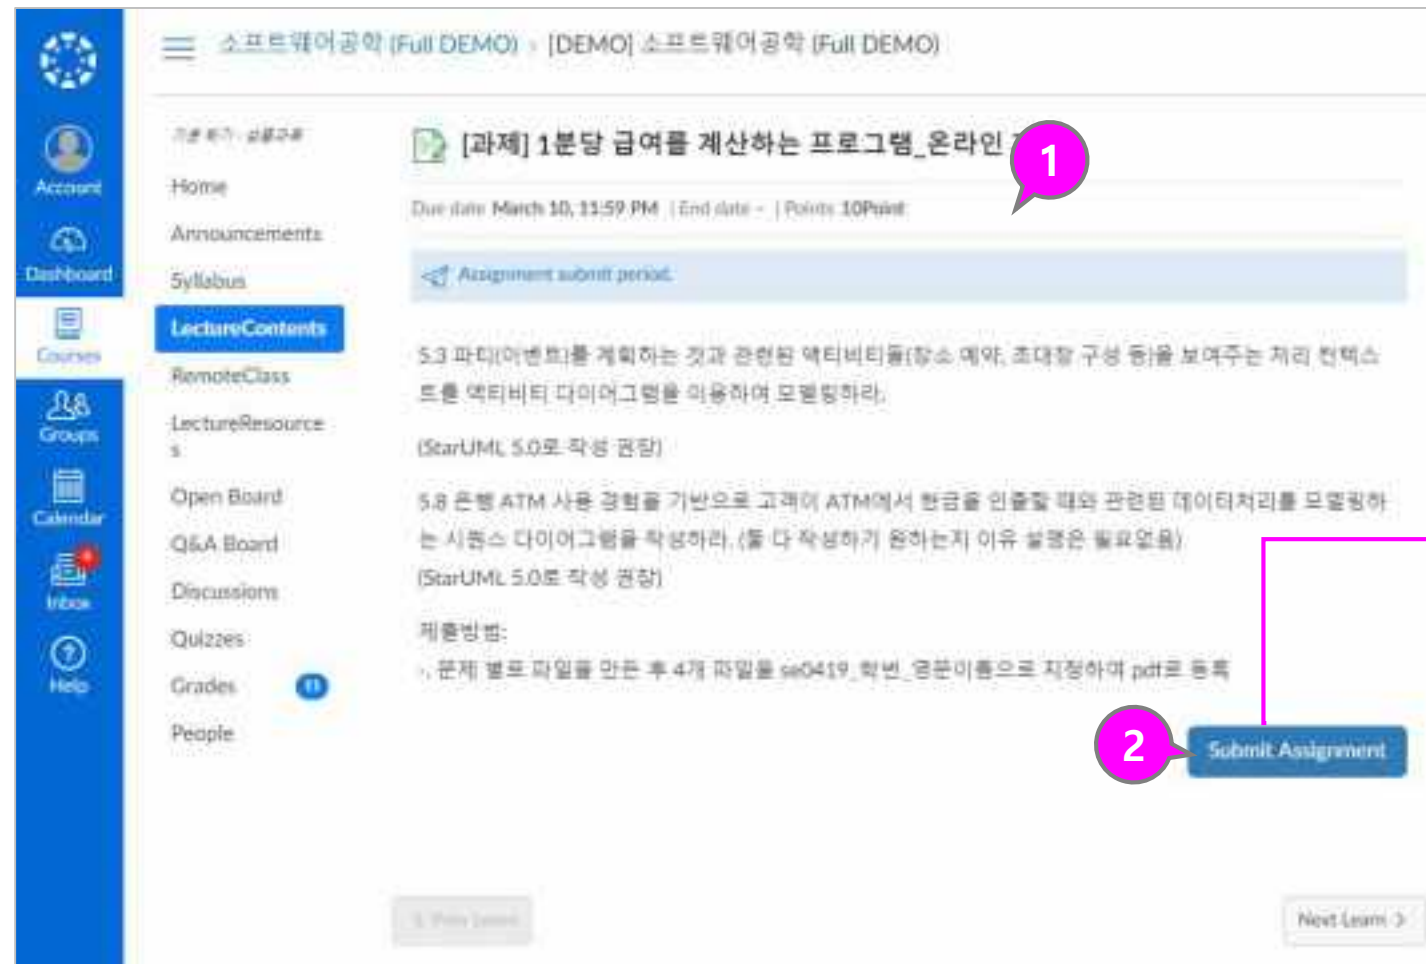 소프트웨어공학 (Full DEMO) › [DEMO] 소프트웨어공학 (Full DEMO)
Account
Dashboard
Courses
Groups
Calendar
Inbox
Help
Home
Announcements
Syllabus
LectureContents
RemoteClass
LectureResource
s
Open Board
Q&A Board
Discussions
Quizzes
Grades 11
People
[과제] 1분당 급여를 계산하는 프로그램_온라인
1
Due date March 10, 11:59 PM | End date - | Points 10Point
Assignment submit period.
5.3 파티(이벤트)를 계획하는 것과 관련된 액티비티들(장소 예약, 초대장 구성 등)을 보여주는 처리 컨텍스
트를 액티비티 다이어그램을 이용하여 모델링하라.
(StarUML 5.0로 작성 권장)
5.8 은행 ATM 사용 경험을 기반으로 고객이 ATM에서 현금을 인출할 때와 관련된 데이터처리를 모델링하
는 시퀀스 다이어그램을 작성하라. (둘 다 작성하기 원하는지 이유 설명은 필요없음)
(StarUML 5.0로 작성 권장)
제출방법:
-. 문제 별로 파일을 만든 후 4개 파일을 se0419_학번_영문이름으로 지정하여 pdf로 등록
2
Submit Assignment
Next Learn >